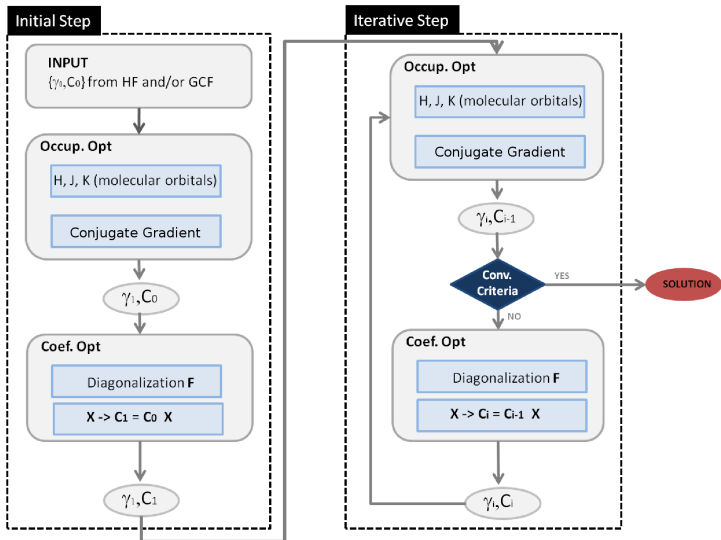 Initial Step
INPUT
{γ₀,C₀} from HF and/or GCF
Occup. Opt
H, J, K (molecular orbitals)
Conjugate Gradient
γ₁,C₀
Coef. Opt
Diagonalization F
X -> C₁ = C₀ X
γ₁,C₁
Iterative Step
Occup. Opt
H, J, K (molecular orbitals)
Conjugate Gradient
γᵢ,Cᵢ₋₁
Conv.
Criteria
YES
SOLUTION
NO
Coef. Opt
Diagonalization F
X -> Cᵢ = Cᵢ₋₁ X
γᵢ,Cᵢ